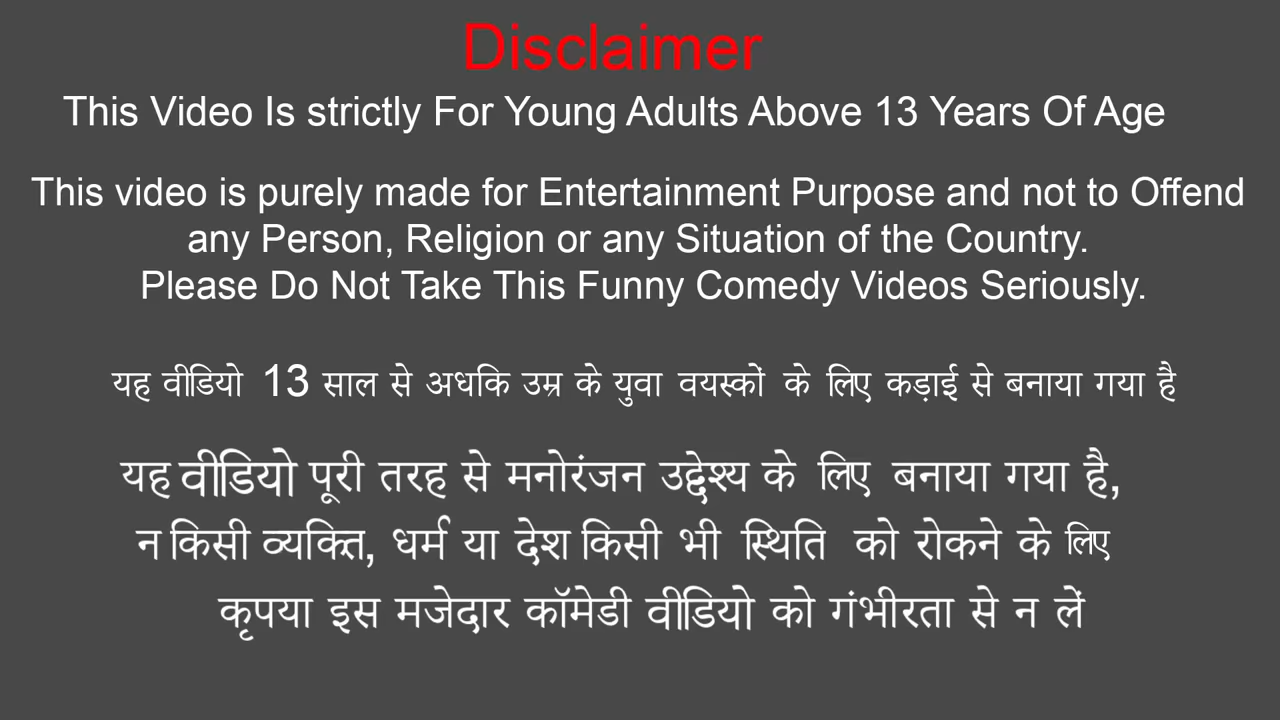 Disclaimer
This Video Is strictly For Young Adults Above 13 Years Of Age
This video is purely made for Entertainment Purpose and not to Offend
any Person, Religion or any Situation of the Country.
Please Do Not Take This Funny Comedy Videos Seriously.
यह वीडियो 13 साल से अधकि उम्र के युवा वयस्कों के लिए कड़ाई से बनाया गया है
यह वीडियो पूरी तरह से मनोरंजन उद्देश्य के लिए बनाया गया है,
न किसी व्यक्ति, धर्म या देश किसी भी स्थिति को रोकने के लिए
कृपया इस मजेदार कॉमेडी वीडियो को गंभीरता से न लें